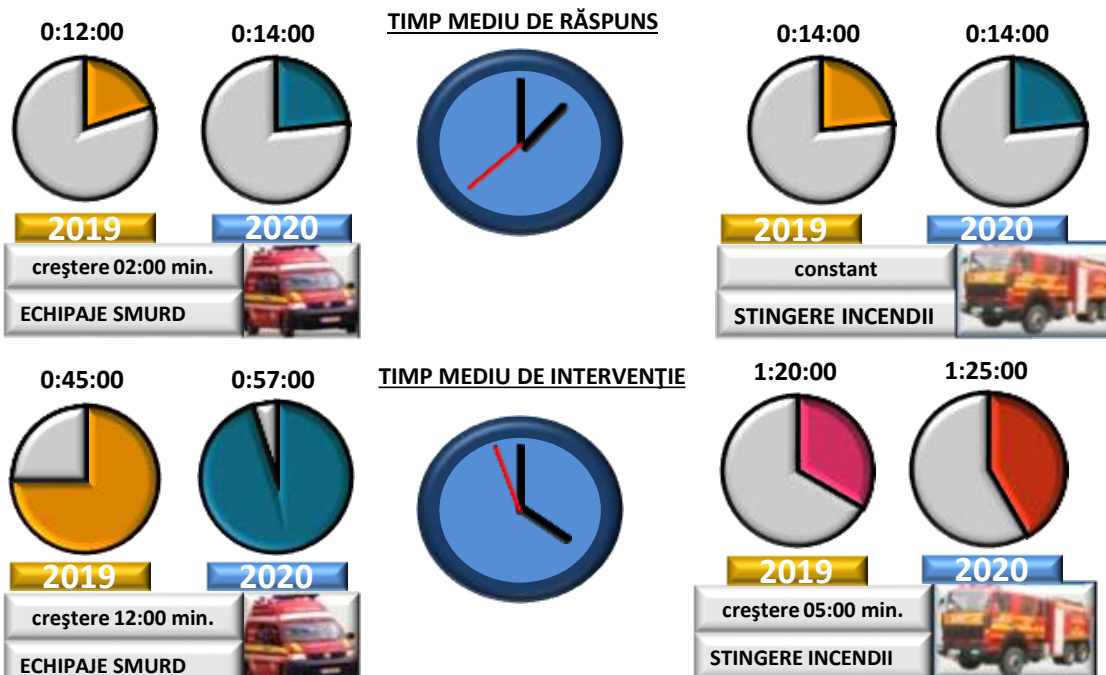 TIMP MEDIU DE RĂSPUNS
0:12:00
0:14:00
2019
2020
creştere 02:00 min.
ECHIPAJE SMURD
0:14:00
0:14:00
2019
2020
constant
STINGERE INCENDII
TIMP MEDIU DE INTERVENŢIE
0:45:00
0:57:00
2019
2020
creştere 12:00 min.
ECHIPAJE SMURD
1:20:00
1:25:00
2019
2020
creştere 05:00 min.
STINGERE INCENDII